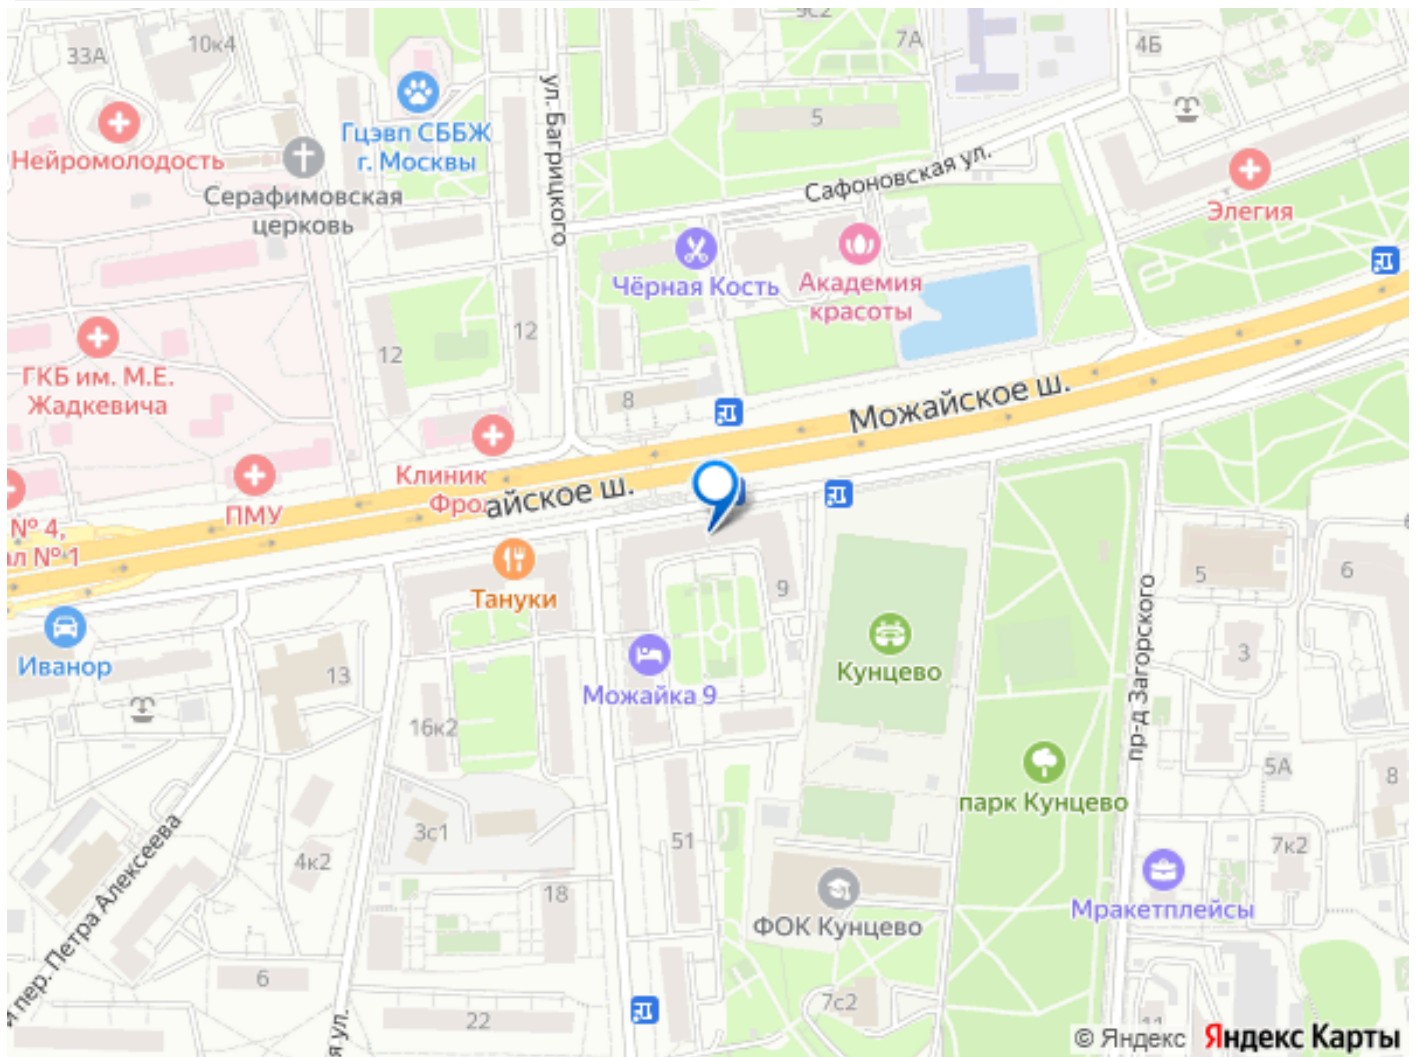 9с2
10к4
33А
7А
4Б
ул. Багрицкого
Гцэвп СББЖ
г. Москвы
5
Нейромолодость
Серафимовская
церковь
Сафоновская ул.
Элегия
Чёрная Кость
Академия
красоты
12
12
ГКБ им. М.Е.
Жадкевича
8
Можайское ш.
Клиник
Фро
айское ш.
ПМУ
№ 4,
ал № 1
Тануки
9
5
6
Иванор
13
Можайка 9
Кунцево
3
пр-д Загорского
16к2
5А
8
парк Кунцево
3с1
51
7к2
4к2
18
пер. Петра Алексеева
Мракетплейсы
ФОК Кунцево
6
7с2
22
я ул.
11
© Яндекс Яндекс Карты